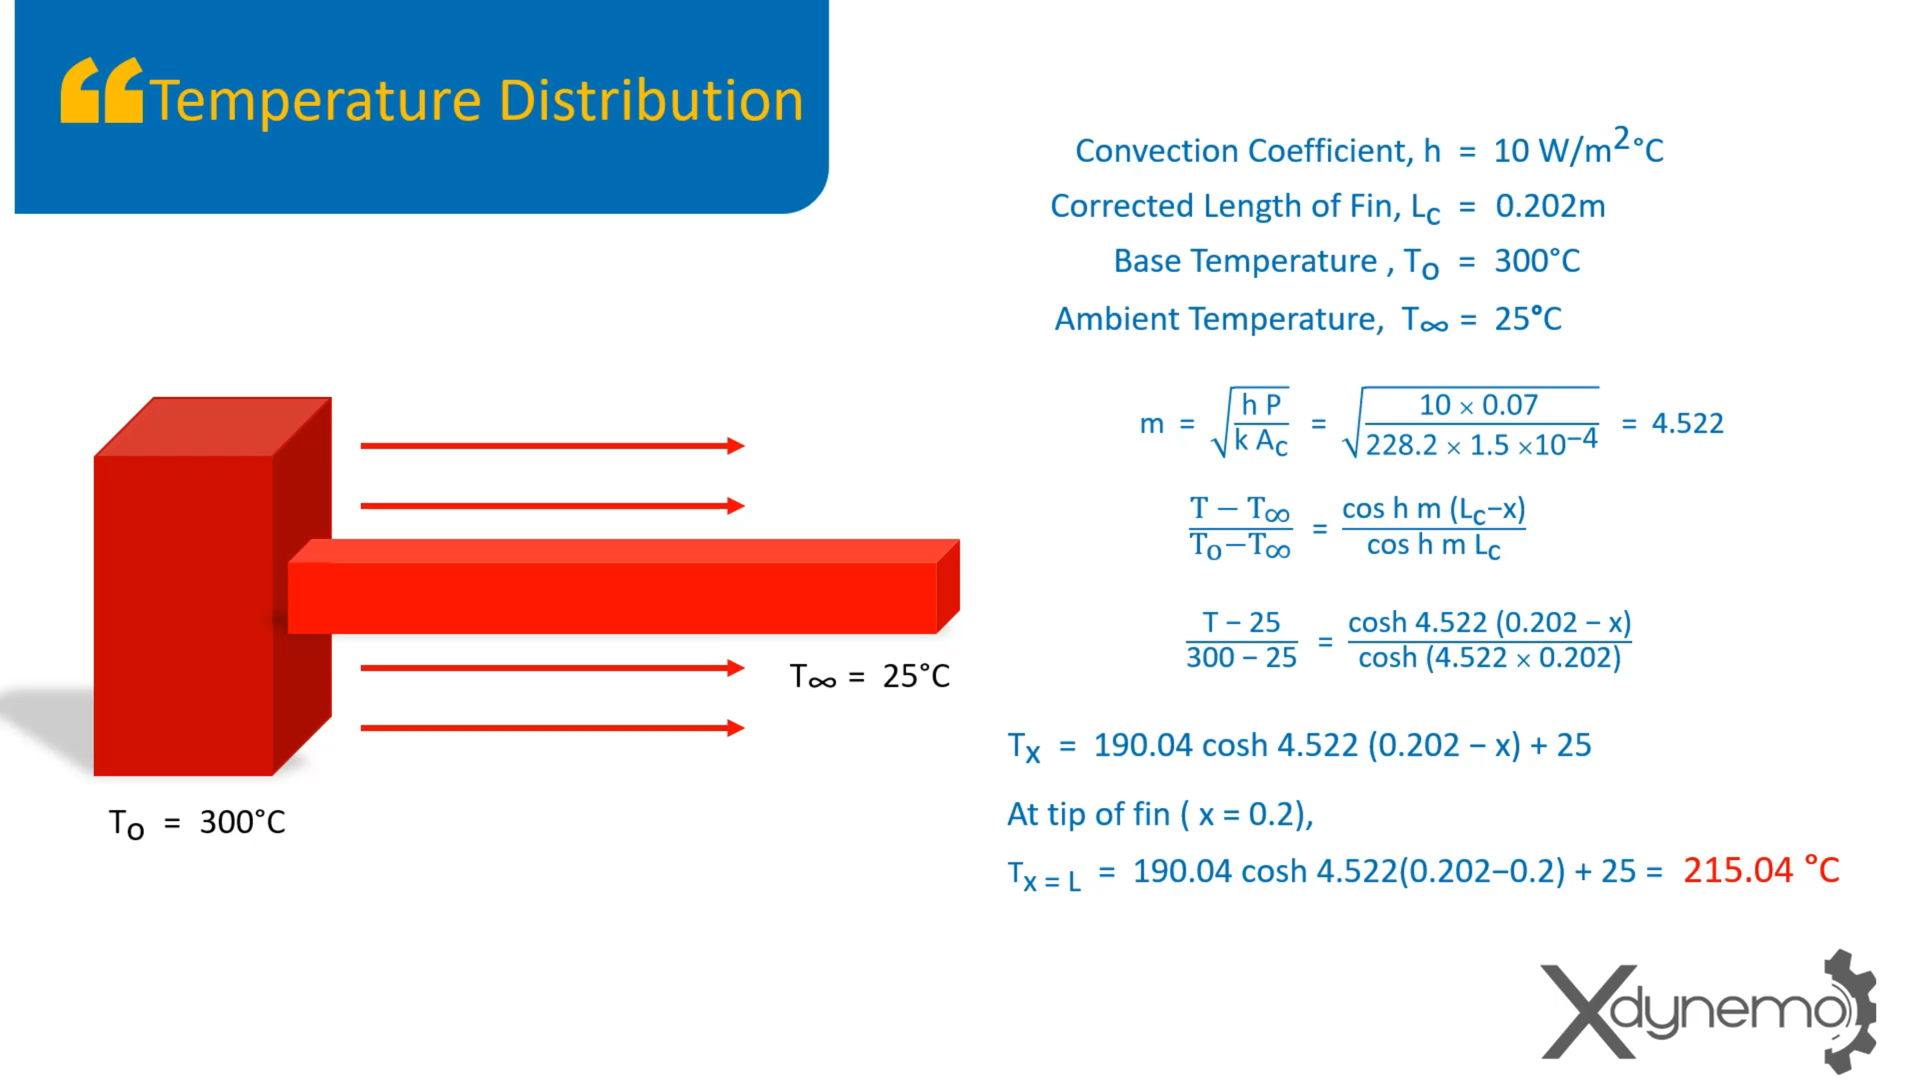 Temperature Distribution
Convection Coefficient, h = 10 W/m²°C
Corrected Length of Fin, Lc = 0.202m
Base Temperature , To = 300°C
Ambient Temperature, T∞ = 25°C
m = √(h P / k Ac) = √(10 × 0.07 / 228.2 × 1.5 ×10⁻⁴) = 4.522
T − T∞ / To−T∞ = cos h m (Lc−x) / cos h m Lc
T − 25 / 300 − 25 = cosh 4.522 (0.202 − x) / cosh (4.522 × 0.202)
T∞ = 25°C
Tx = 190.04 cosh 4.522 (0.202 − x) + 25
At tip of fin ( x = 0.2),
To = 300°C
Tx = L = 190.04 cosh 4.522(0.202−0.2) + 25 = 215.04 °C
Xdynemo